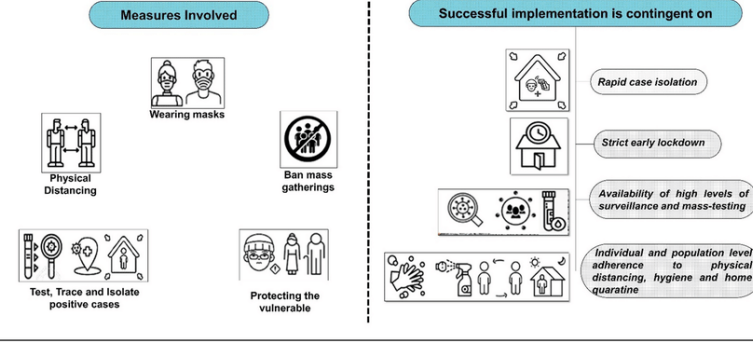 Measures Involved
Wearing masks
Physical
Distancing
Ban mass
gatherings
Test, Trace and Isolate
positive cases
Protecting the
vulnerable
Successful implementation is contingent on
Rapid case isolation
Strict early lockdown
Availability of high levels of
surveillance and mass-testing
Individual and population level
adherence to physical
distancing, hygiene and home
quaratine